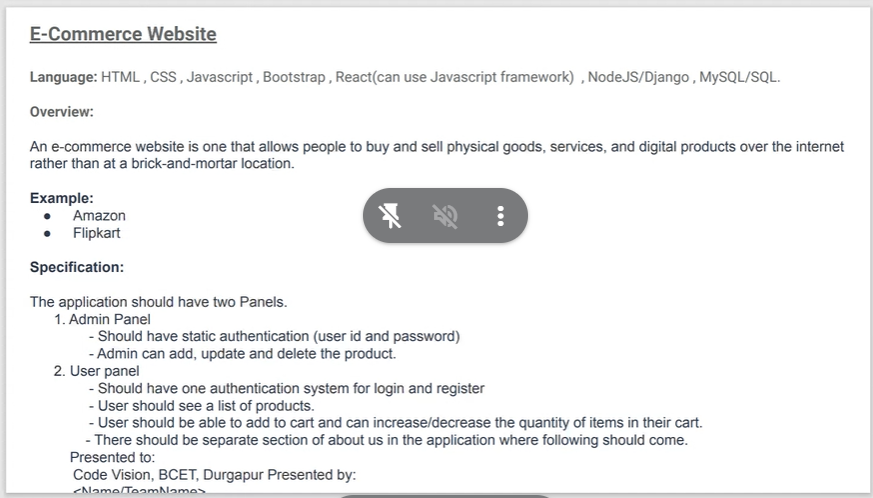 E-Commerce Website
Language: HTML , CSS , Javascript , Bootstrap , React(can use Javascript framework) , NodeJS/Django , MySQL/SQL.
Overview:
An e-commerce website is one that allows people to buy and sell physical goods, services, and digital products over the internet
rather than at a brick-and-mortar location.
Example:
● Amazon
● Flipkart
Specification:
The application should have two Panels.
1. Admin Panel
- Should have static authentication (user id and password)
- Admin can add, update and delete the product.
2. User panel
- Should have one authentication system for login and register
- User should see a list of products.
- User should be able to add to cart and can increase/decrease the quantity of items in their cart.
- There should be separate section of about us in the application where following should come.
Presented to:
Code Vision, BCET, Durgapur Presented by:
<Name/TeamName>